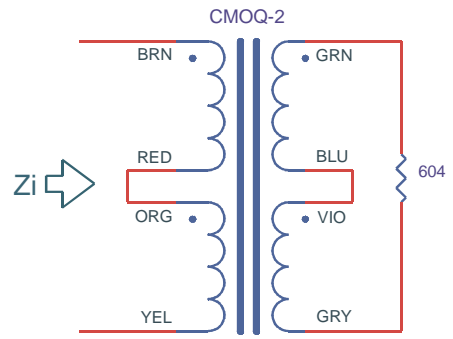 CMOQ-2
BRN
GRN
RED
BLU
Zi
604
ORG
VIO
YEL
GRY